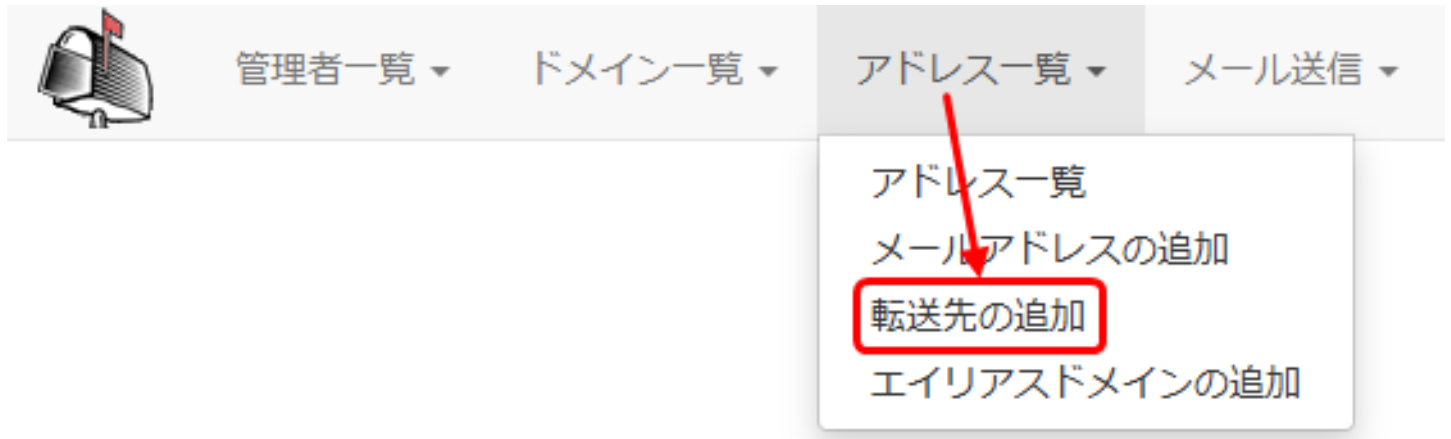 管理者一覧 ドメイン一覧 アドレス一覧 メール送信
アドレス一覧
メールアドレスの追加
転送先の追加
エイリアスドメインの追加